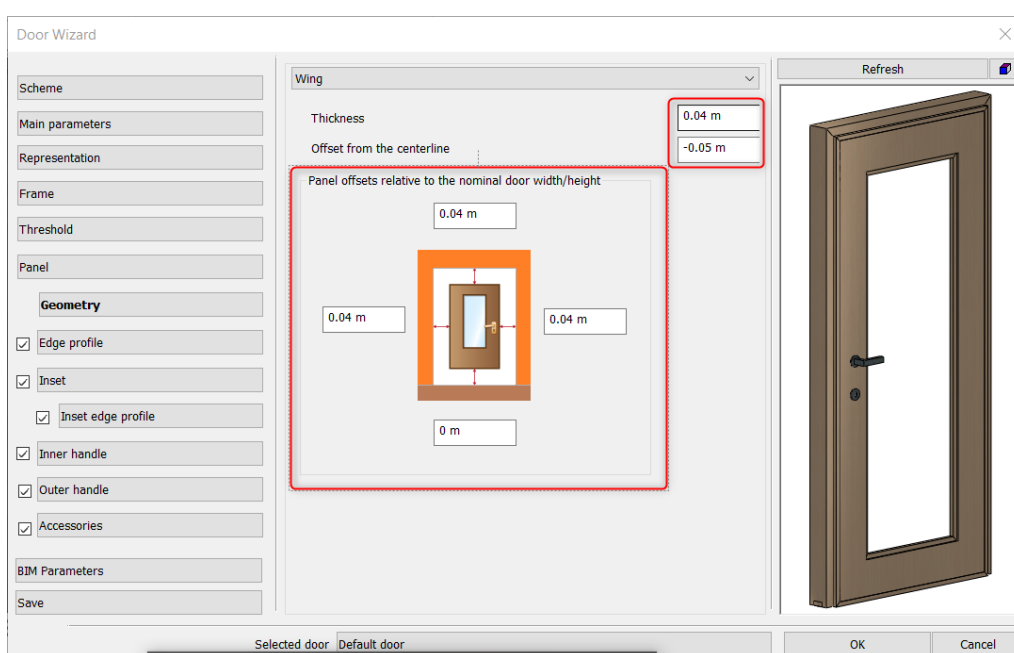 Door Wizard
Scheme
Main parameters
Representation
Frame
Threshold
Panel
Geometry
Edge profile
Inset
Inset edge profile
Inner handle
Outer handle
Accessories
BIM Parameters
Save
Wing
Thickness
0.04 m
Offset from the centerline
-0.05 m
Panel offsets relative to the nominal door width/height
0.04 m
0.04 m
0.04 m
0 m
Refresh
Selected door
Default door
OK
Cancel